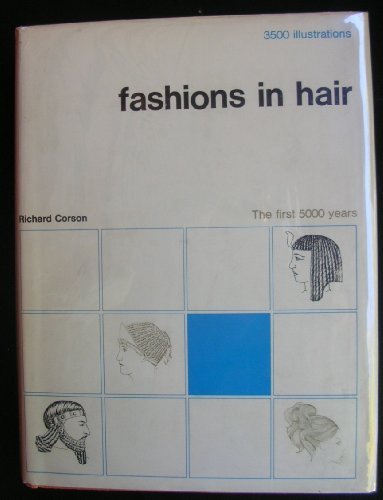 3500 illustrations
fashions in hair
Richard Corson
The first 5000 years